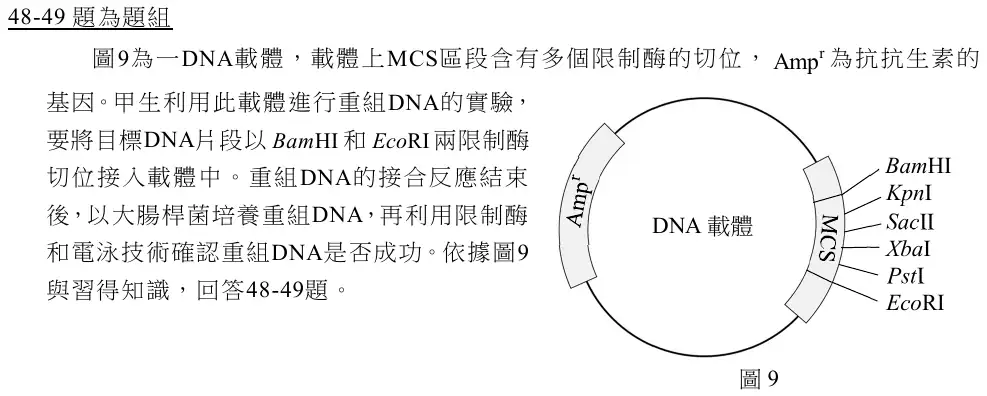 48-49 題為題組
圖9為一DNA載體，載體上MCS區段含有多個限制酶的切位，Ampʳ為抗抗生素的
基因。甲生利用此載體進行重組DNA的實驗，
要將目標DNA片段以 BamHI 和 EcoRI 兩限制酶
切位接入載體中。重組DNA的接合反應結束
後，以大腸桿菌培養重組DNA，再利用限制酶
和電泳技術確認重組DNA是否成功。依據圖9
與習得知識，回答48-49題。
Ampʳ
DNA 載體
MCS
BamHI
KpnI
SacII
XbaI
PstI
EcoRI
圖 9